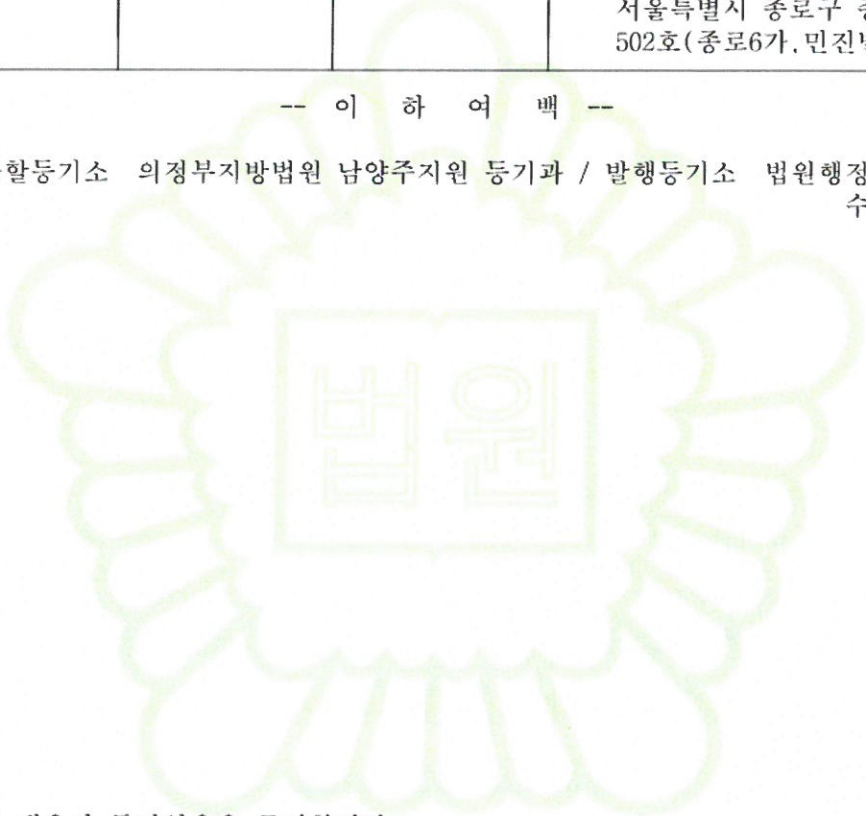 서울특별시 종로구
502호(종로6가,민진
-- 이 하 여 백 --
할등기소 의정부지방법원 남양주지원 등기과 / 발행등기소 법원행정
수
법원